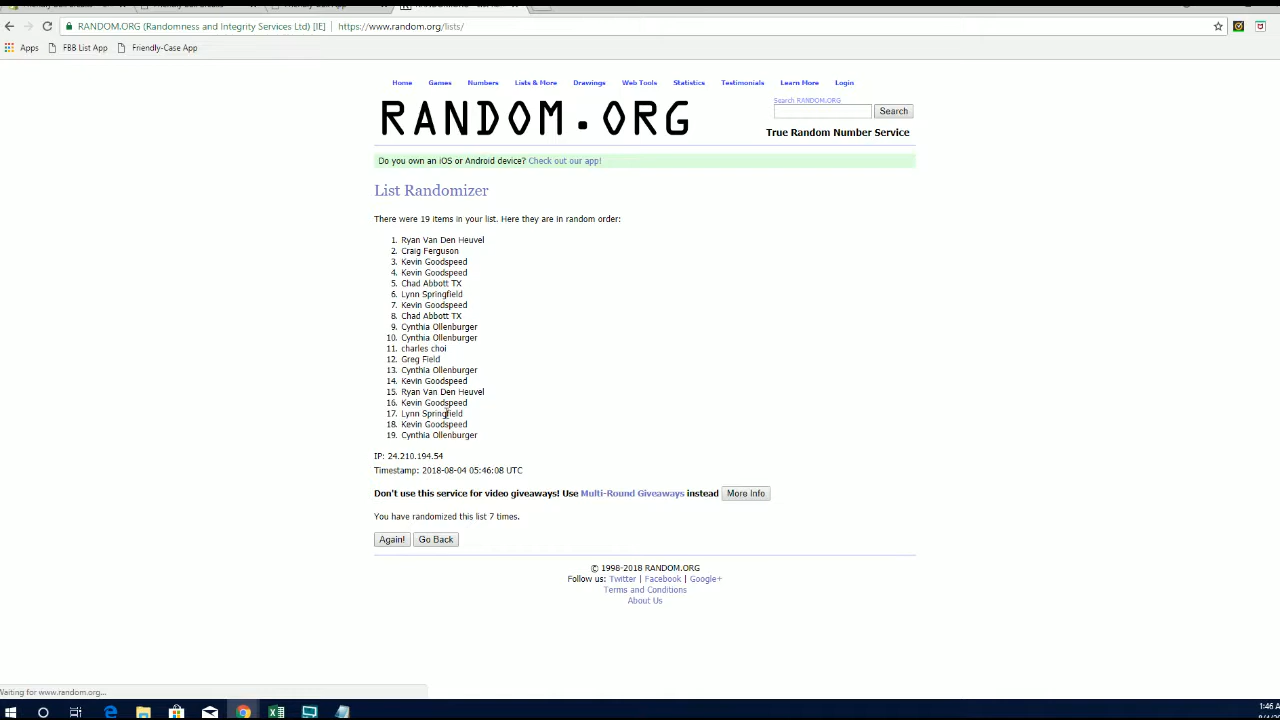 RANDOM.ORG (Randomness and Integrity Services Ltd) [IE] https://www.random.org/lists/
Apps FBB List App Friendly-Case App
Home Games Numbers Lists & More Drawings Web Tools Statistics Testimonials Learn More Login
Search RANDOM.ORG
RANDOM.ORG
Search
True Random Number Service
Do you own an iOS or Android device? Check out our app!
List Randomizer
There were 19 items in your list. Here they are in random order:
1. Ryan Van Den Heuvel
2. Craig Ferguson
3. Kevin Goodspeed
4. Kevin Goodspeed
5. Chad Abbott TX
6. Lynn Springfield
7. Kevin Goodspeed
8. Chad Abbott TX
9. Cynthia Ollenburger
10. Cynthia Ollenburger
11. charles choi
12. Greg Field
13. Cynthia Ollenburger
14. Kevin Goodspeed
15. Ryan Van Den Heuvel
16. Kevin Goodspeed
17. Lynn Springfield
18. Kevin Goodspeed
19. Cynthia Ollenburger
IP: 24.210.194.54
Timestamp: 2018-08-04 05:46:08 UTC
Don't use this service for video giveaways! Use Multi-Round Giveaways instead More Info
You have randomized this list 7 times.
Again! Go Back
© 1998-2018 RANDOM.ORG
Follow us: Twitter | Facebook | Google+
Terms and Conditions
About Us
Waiting for www.random.org...
1:46 A